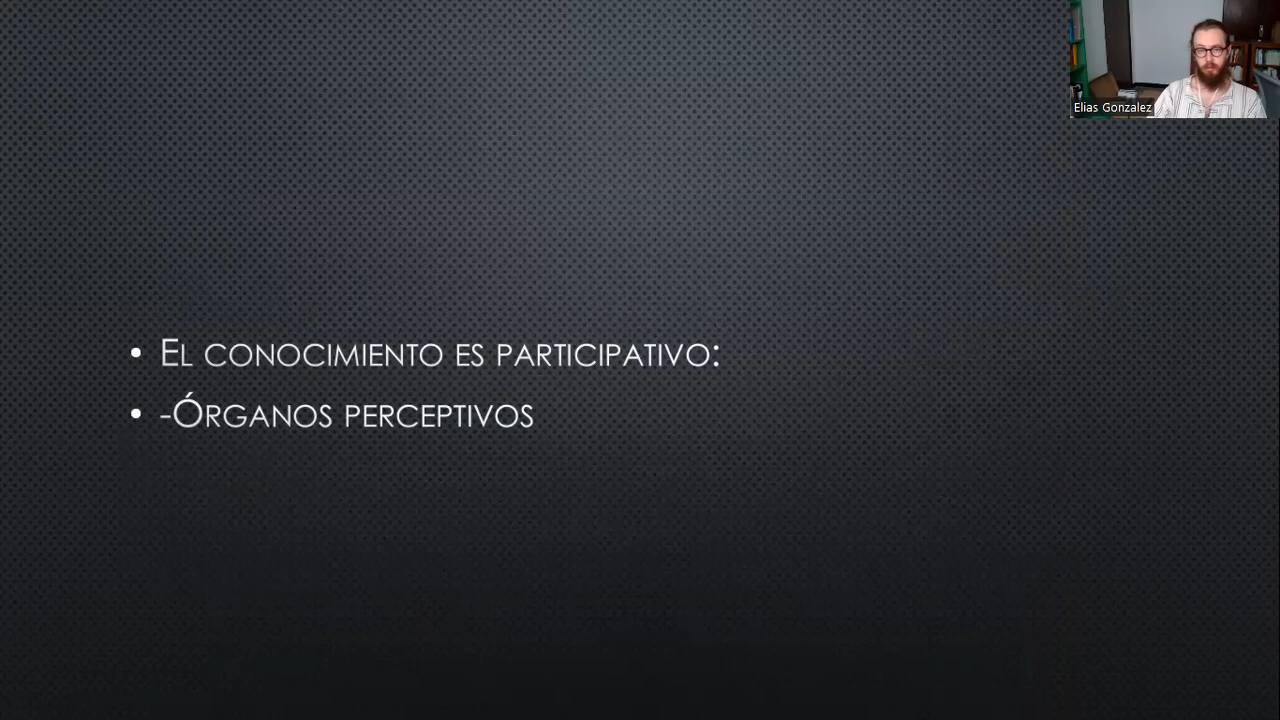 Elias Gonzalez
• El conocimiento es participativo:
• -Órganos perceptivos